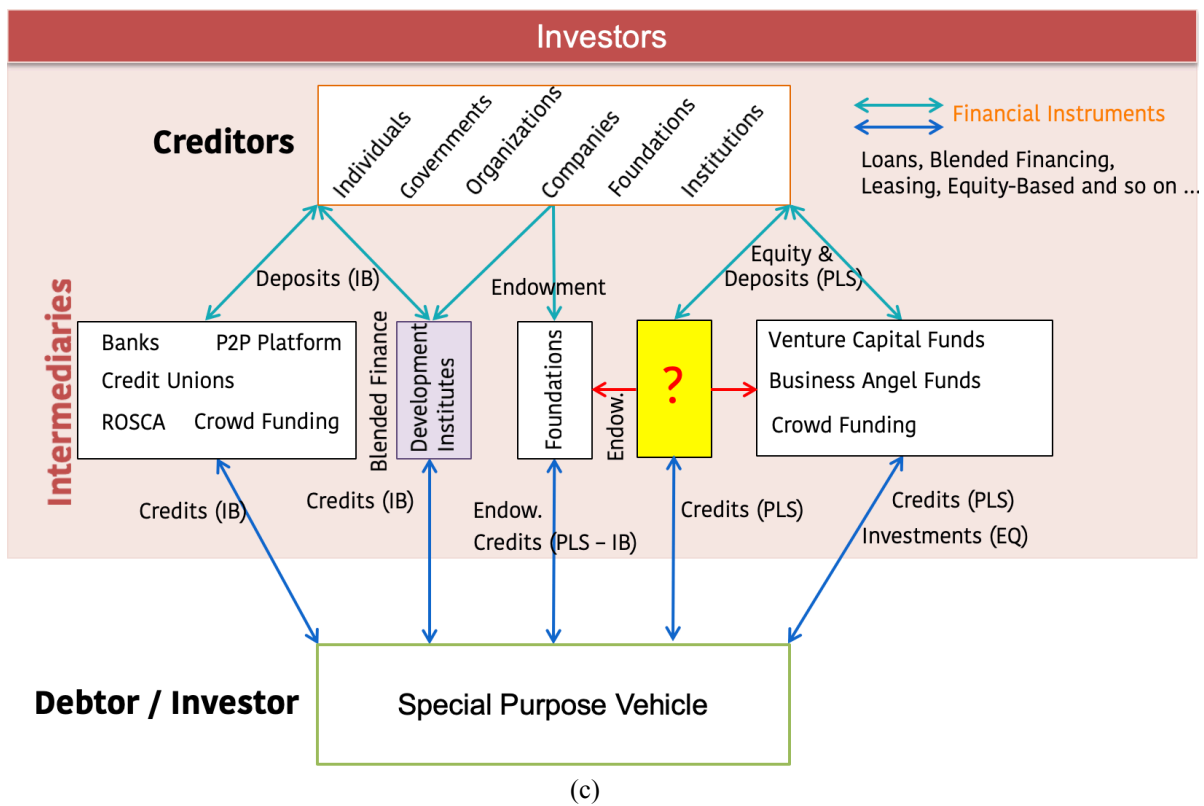 Investors
Creditors
Individuals
Governments
Organizations
Companies
Foundations
Institutions
Financial Instruments
Loans, Blended Financing,
Leasing, Equity-Based and so on ...
Deposits (IB)
Endowment
Equity &
Deposits (PLS)
Intermediaries
Banks
P2P Platform
Credit Unions
ROSCA
Crowd Funding
Blended Finance
Development
Institutes
Foundations
Endow.
?
Venture Capital Funds
Business Angel Funds
Crowd Funding
Credits (IB)
Credits (IB)
Endow.
Credits (PLS – IB)
Credits (PLS)
Credits (PLS)
Investments (EQ)
Debtor / Investor
Special Purpose Vehicle
(c)